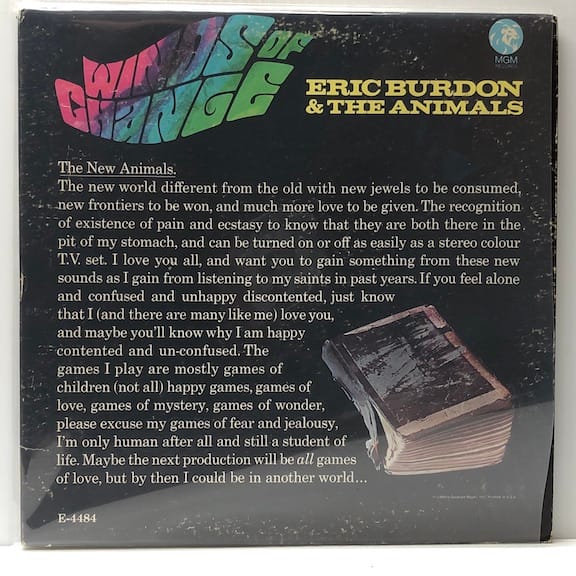 WINDS OF
CHANGE
MGM
RECORDS
ERIC BURDON
& THE ANIMALS
The New Animals.
The new world different from the old with new jewels to be consumed,
new frontiers to be won, and much more love to be given. The recognition
of existence of pain and ecstasy to know that they are both there in the
pit of my stomach, and can be turned on or off as easily as a stereo colour
T.V. set. I love you all, and want you to gain something from these new
sounds as I gain from listening to my saints in past years. If you feel alone
and confused and unhappy discontented, just know
that I (and there are many like me) love you,
and maybe you'll know why I am happy
contented and un-confused. The
games I play are mostly games of
children (not all) happy games, games of
love, games of mystery, games of wonder,
please excuse my games of fear and jealousy,
I'm only human after all and still a student of
life. Maybe the next production will be all games
of love, but by then I could be in another world...
E-4484